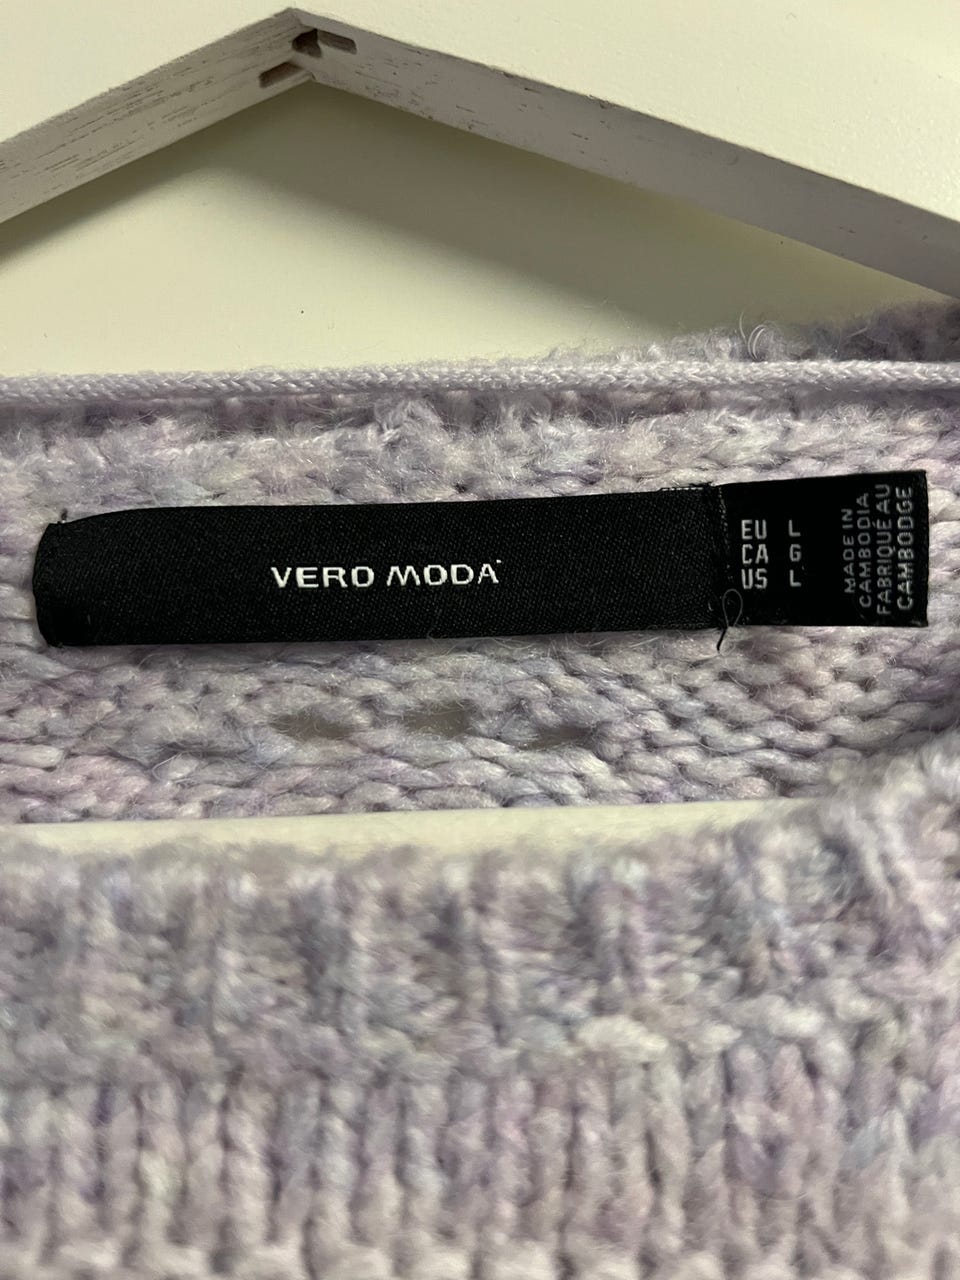 VERO MODA
EU L
CA G
US L
MADE IN
CAMBODIA
FABRIQUÉ AU
CAMBODGE